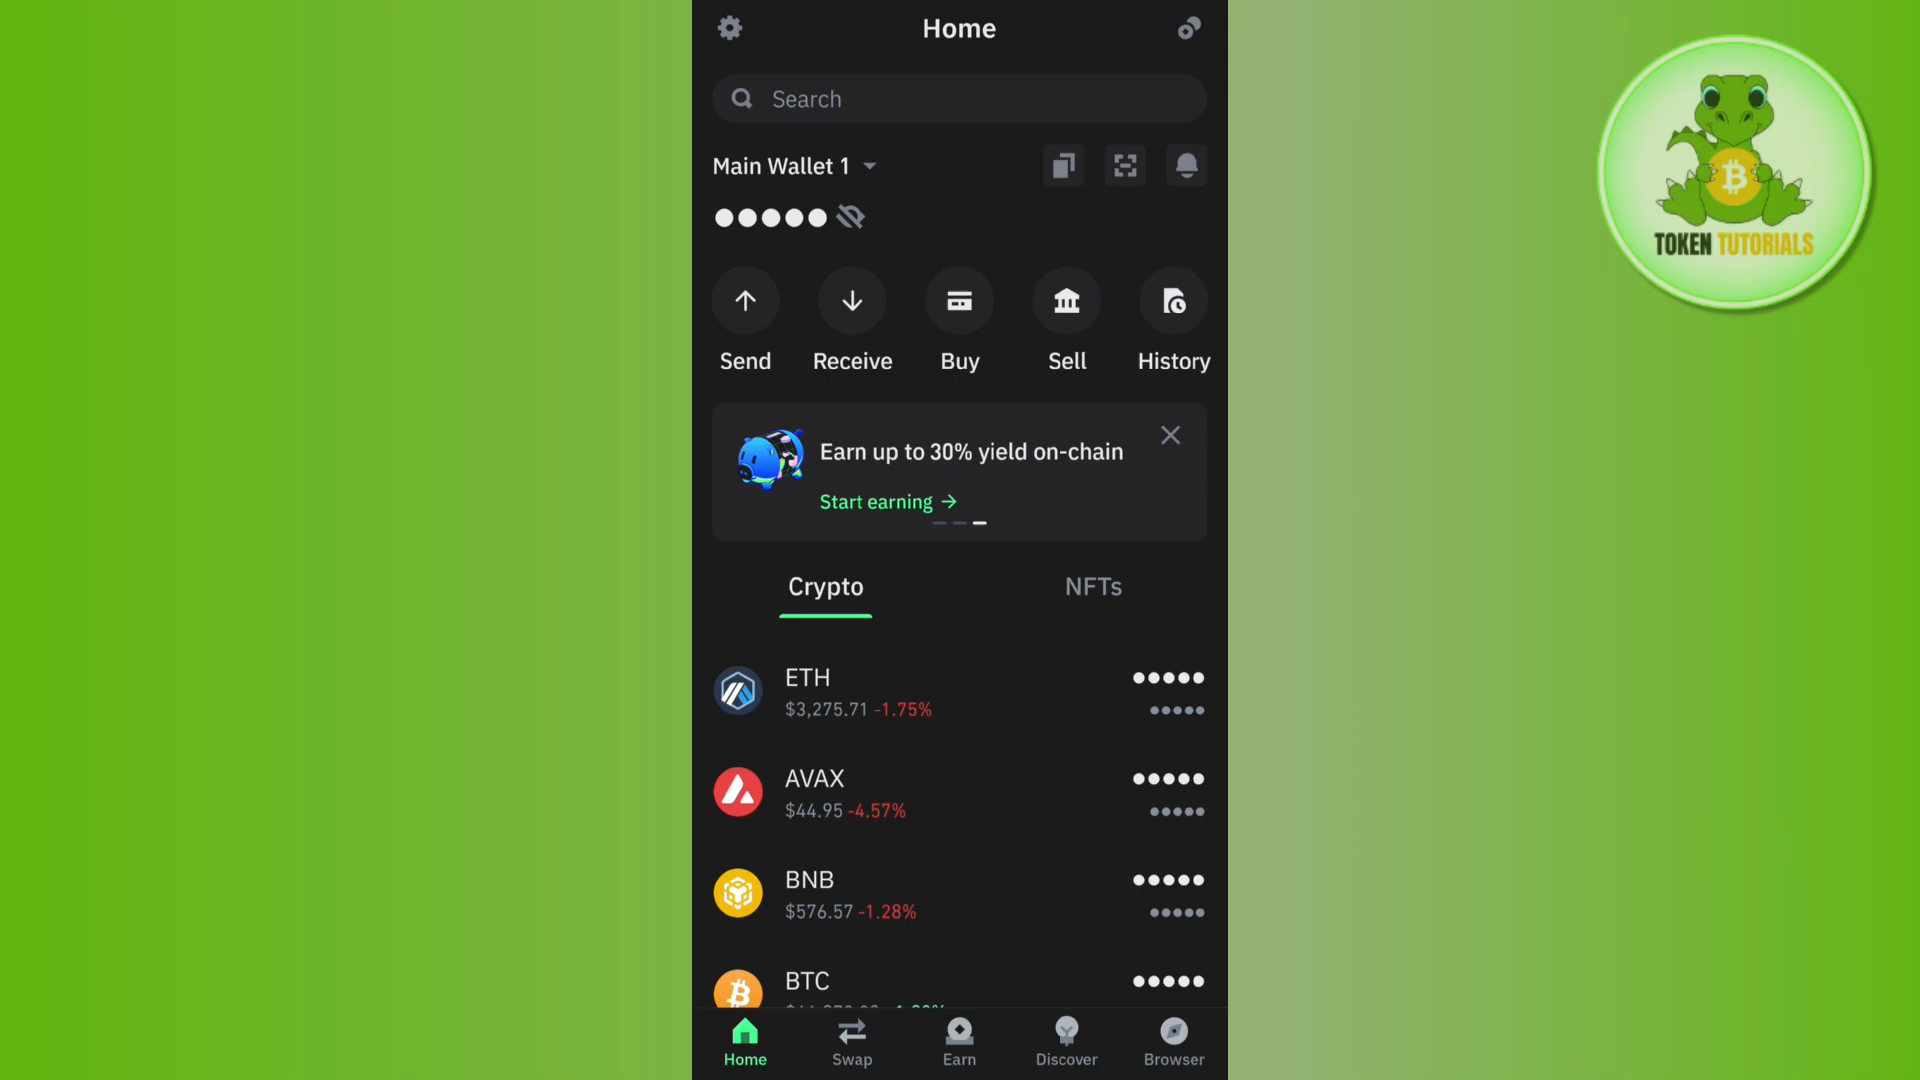 Home
Search
Main Wallet 1
Send Receive Buy Sell History
Earn up to 30% yield on-chain
Start earning →
Crypto NFTs
ETH
$3,275.71 -1.75%
AVAX
$44.95 -4.57%
BNB
$576.57 -1.28%
BTC
Home Swap Earn Discover Browser
TOKEN TUTORIALS